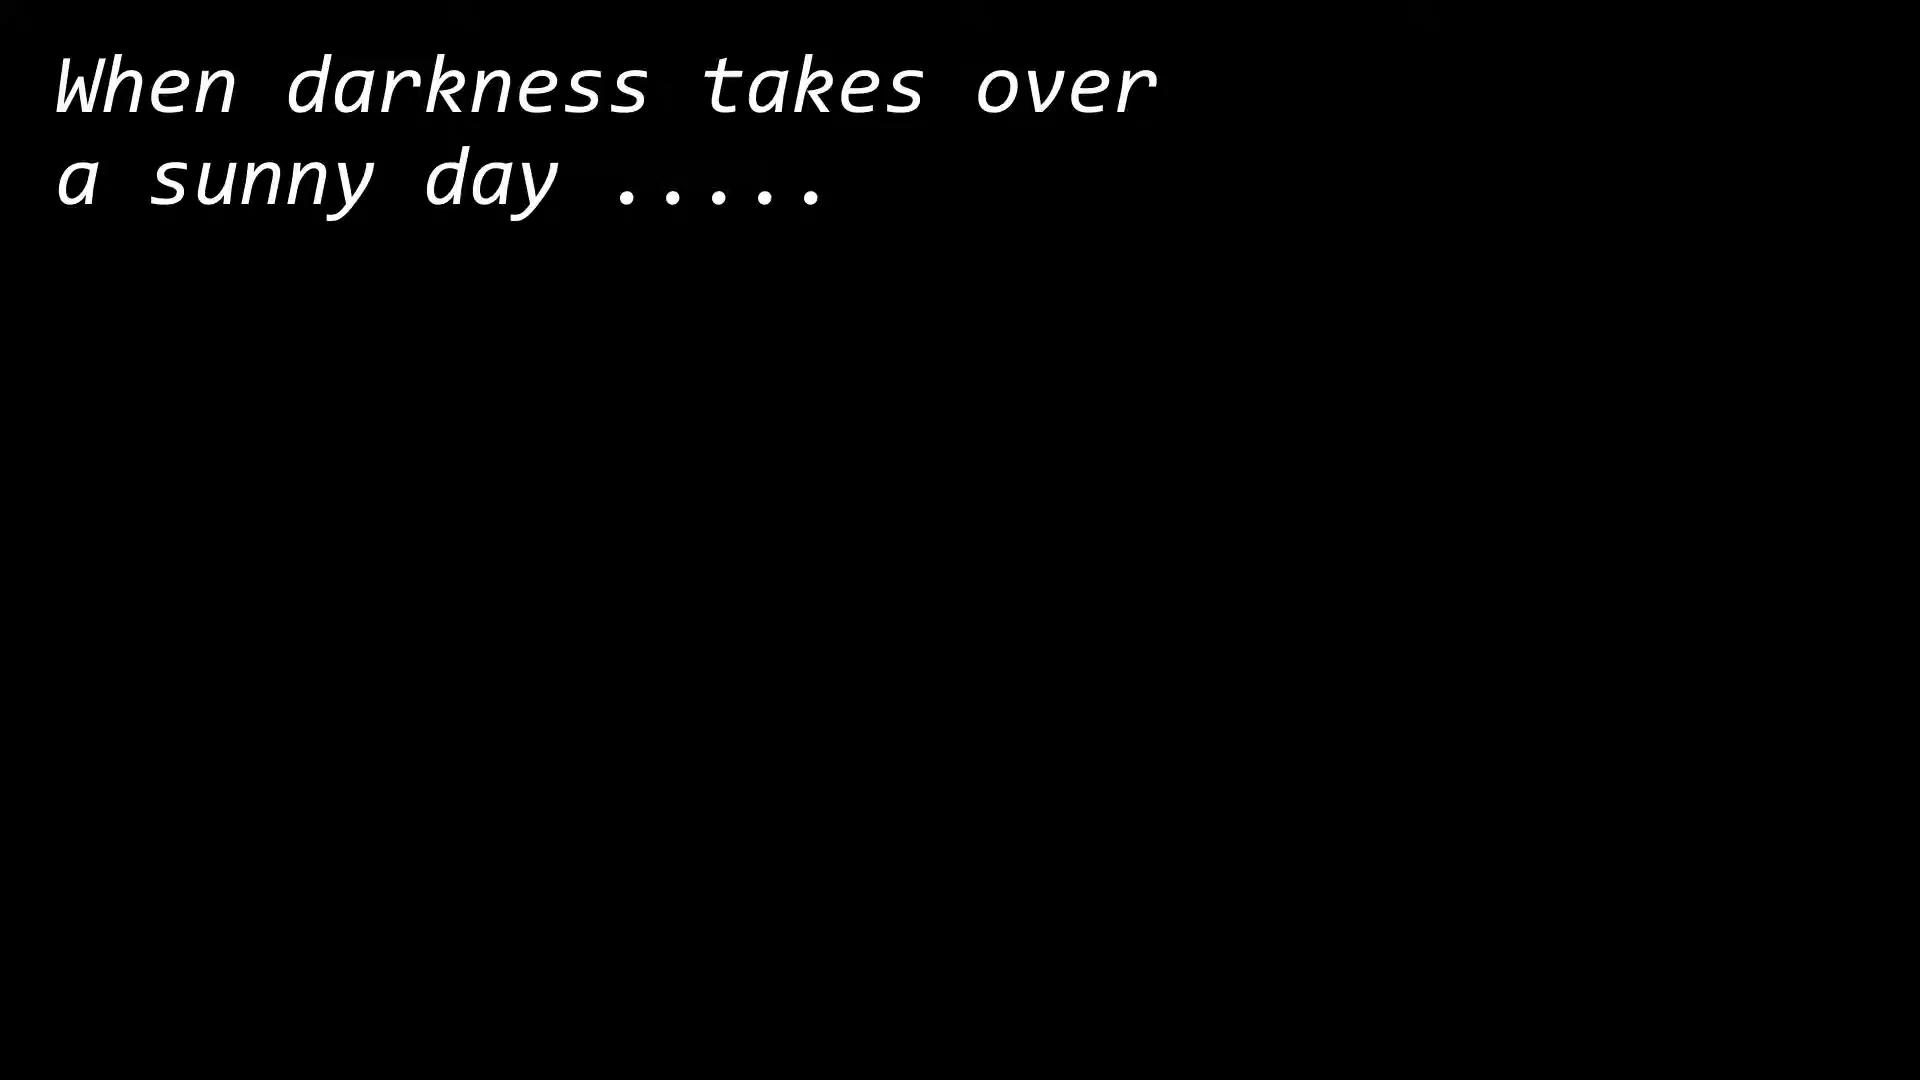 When darkness takes over
a sunny day .....